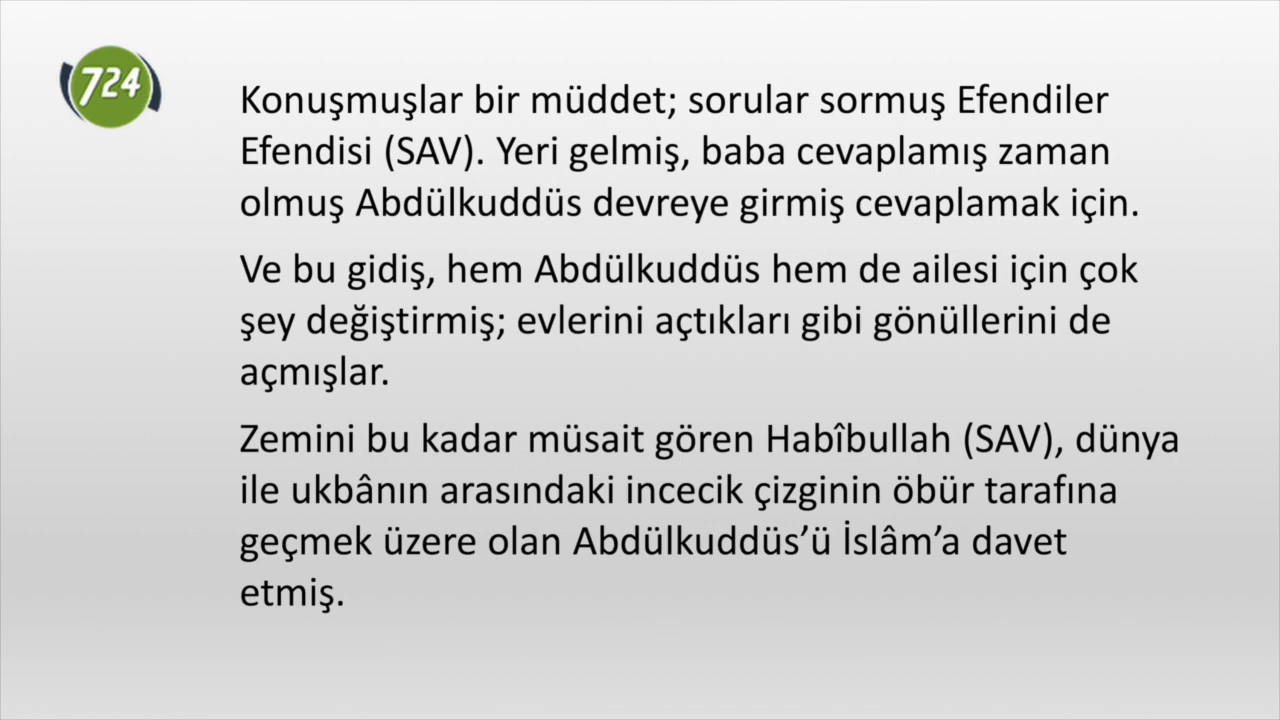 724
Konuşmuşlar bir müddet; sorular sormuş Efendiler
Efendisi (SAV). Yeri gelmiş, baba cevaplamış zaman
olmuş Abdülkuddüs devreye girmiş cevaplamak için.
Ve bu gidiş, hem Abdülkuddüs hem de ailesi için çok
şey değiştirmiş; evlerini açtıkları gibi gönüllerini de
açmışlar.
Zemini bu kadar müsait gören Habîbullah (SAV), dünya
ile ukbânın arasındaki incecik çizginin öbür tarafına
geçmek üzere olan Abdülkuddüs’ü İslâm’a davet
etmiş.